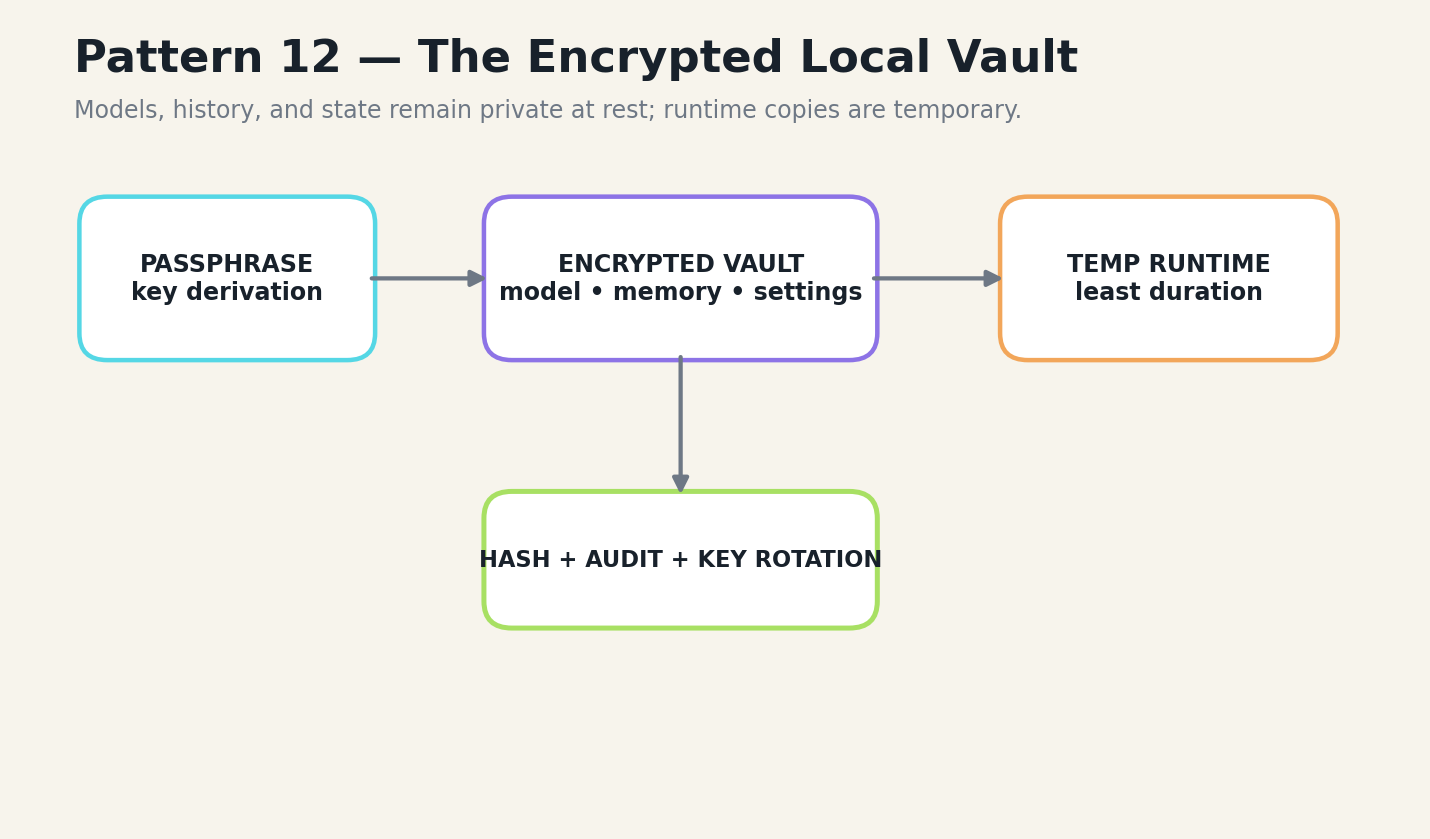 Pattern 12 — The Encrypted Local Vault
Models, history, and state remain private at rest; runtime copies are temporary.
PASSPHRASE
key derivation
ENCRYPTED VAULT
model • memory • settings
TEMP RUNTIME
least duration
HASH + AUDIT + KEY ROTATION